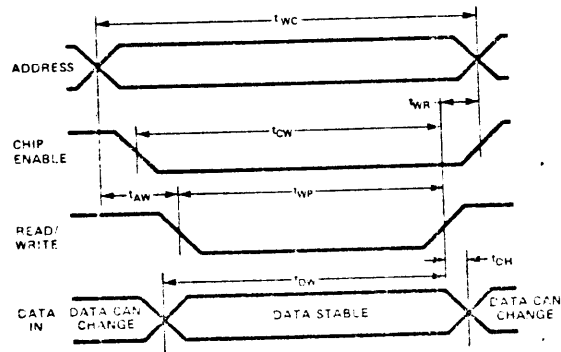 tWC
ADDRESS
tWR
CHIP
ENABLE
tCW
tAW
tWP
READ/
WRITE
tDW
tDH
DATA
IN
DATA CAN
CHANGE
DATA STABLE
DATA CAN
CHANGE